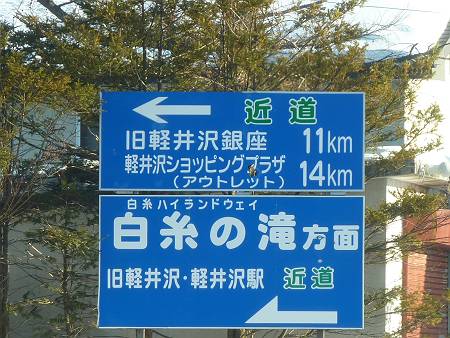 近道
旧軽井沢銀座 11km
軽井沢ショッピングプラザ 14km
(アウトレット)
白糸ハイランドウェイ
白糸の滝方面
旧軽井沢・軽井沢駅 近道